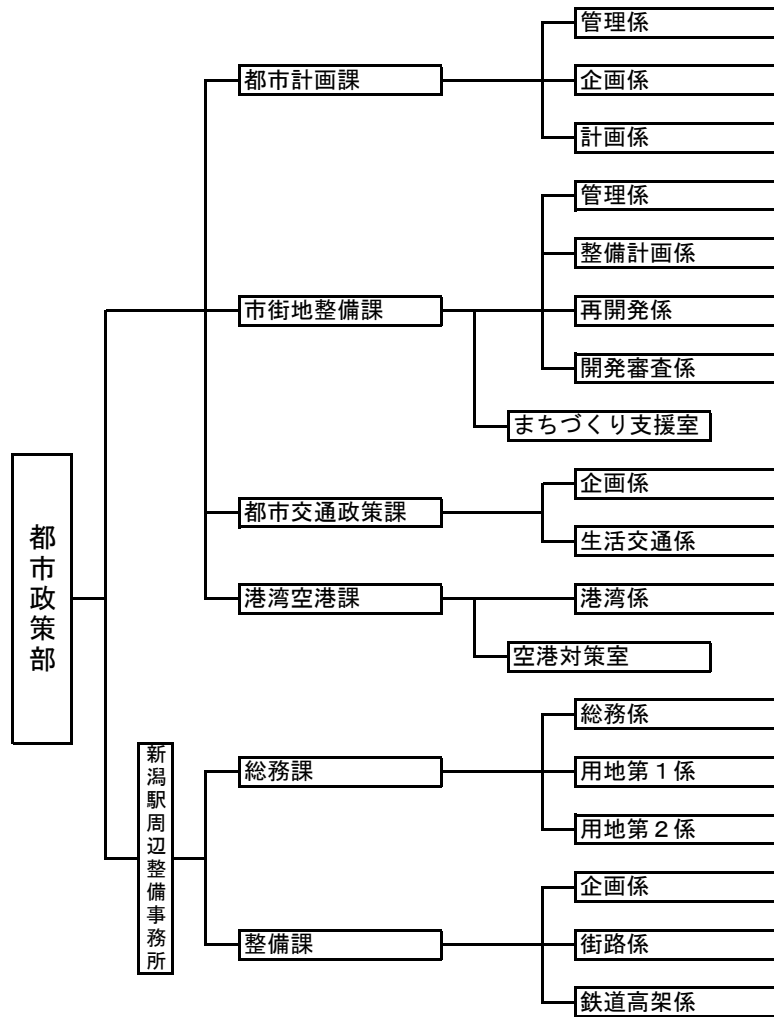 都市政策部
都市計画課
管理係
企画係
計画係
市街地整備課
管理係
整備計画係
再開発係
開発審査係
まちづくり支援室
都市交通政策課
企画係
生活交通係
港湾空港課
港湾係
空港対策室
新潟駅周辺整備事務所
総務課
総務係
用地第１係
用地第２係
整備課
企画係
街路係
鉄道高架係